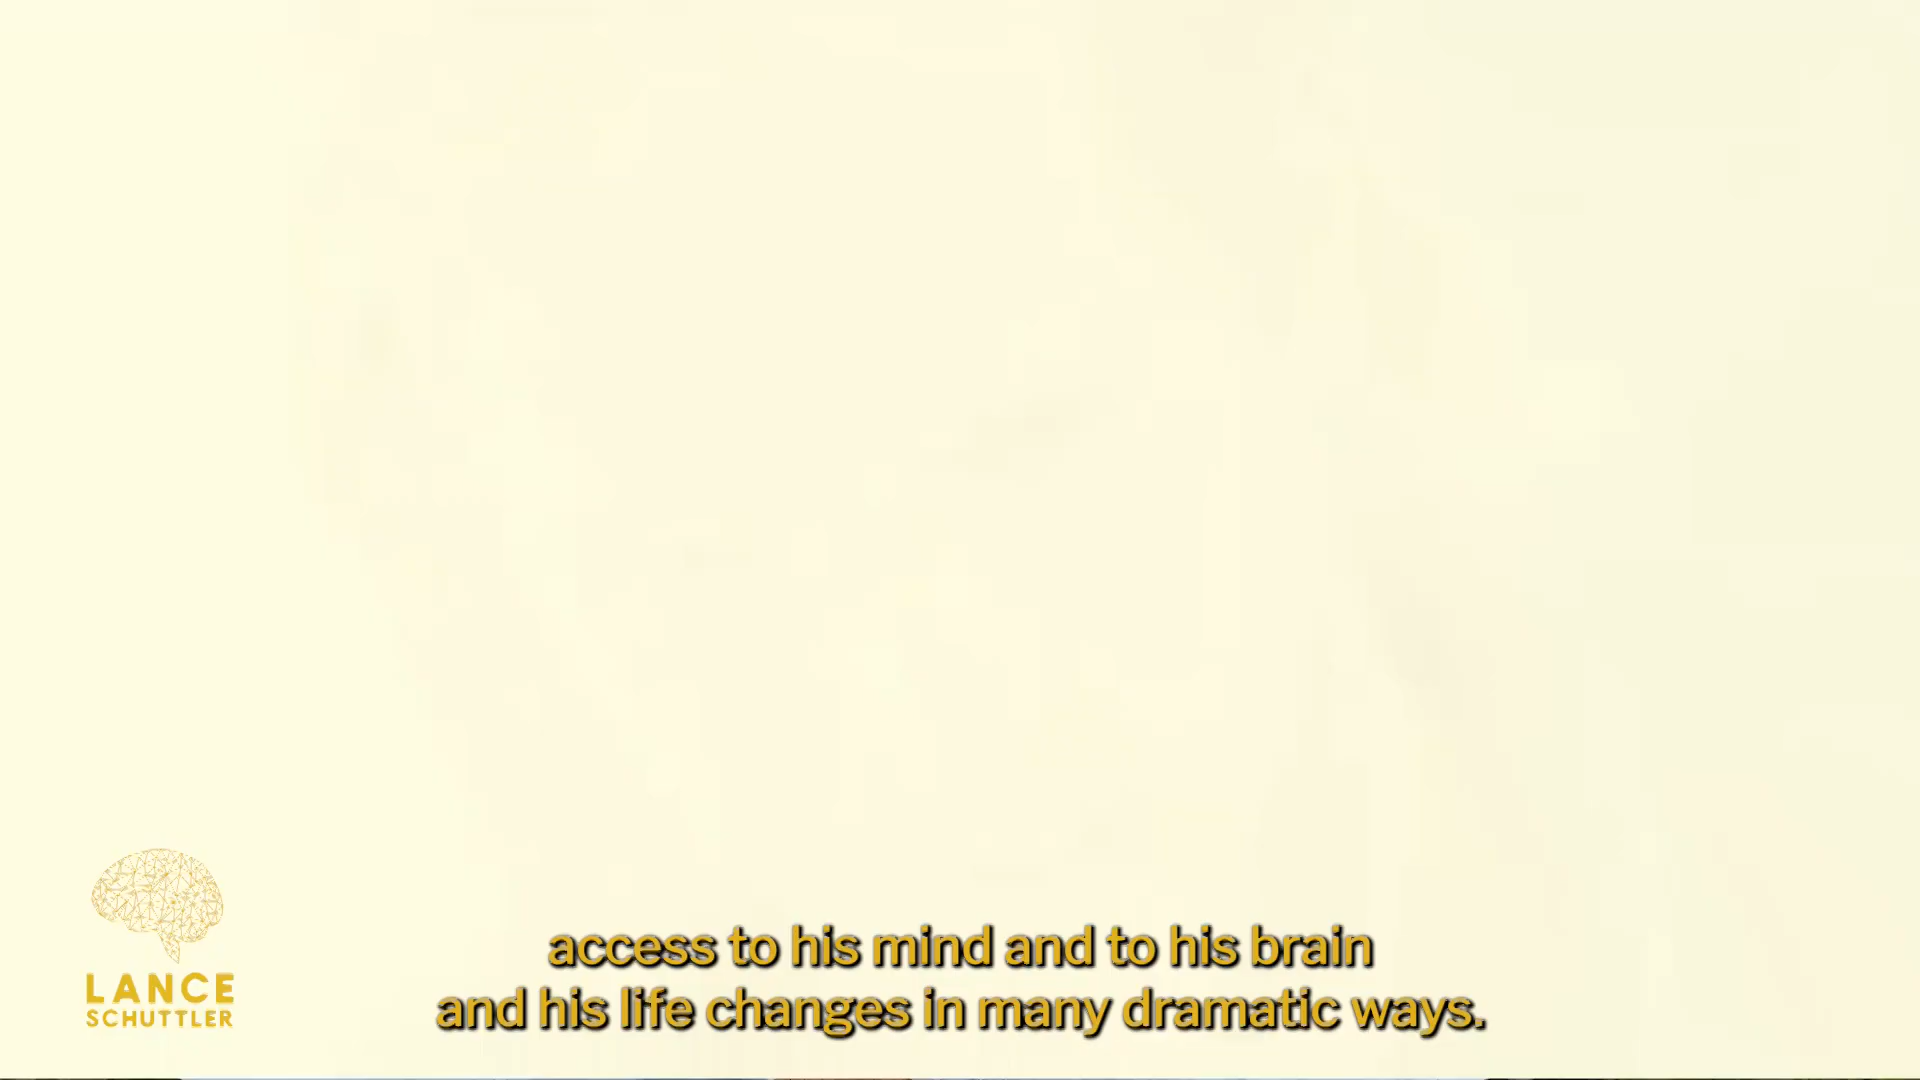 access to his mind and to his brain
and his life changes in many dramatic ways.
LANCE
SCHUTTLER